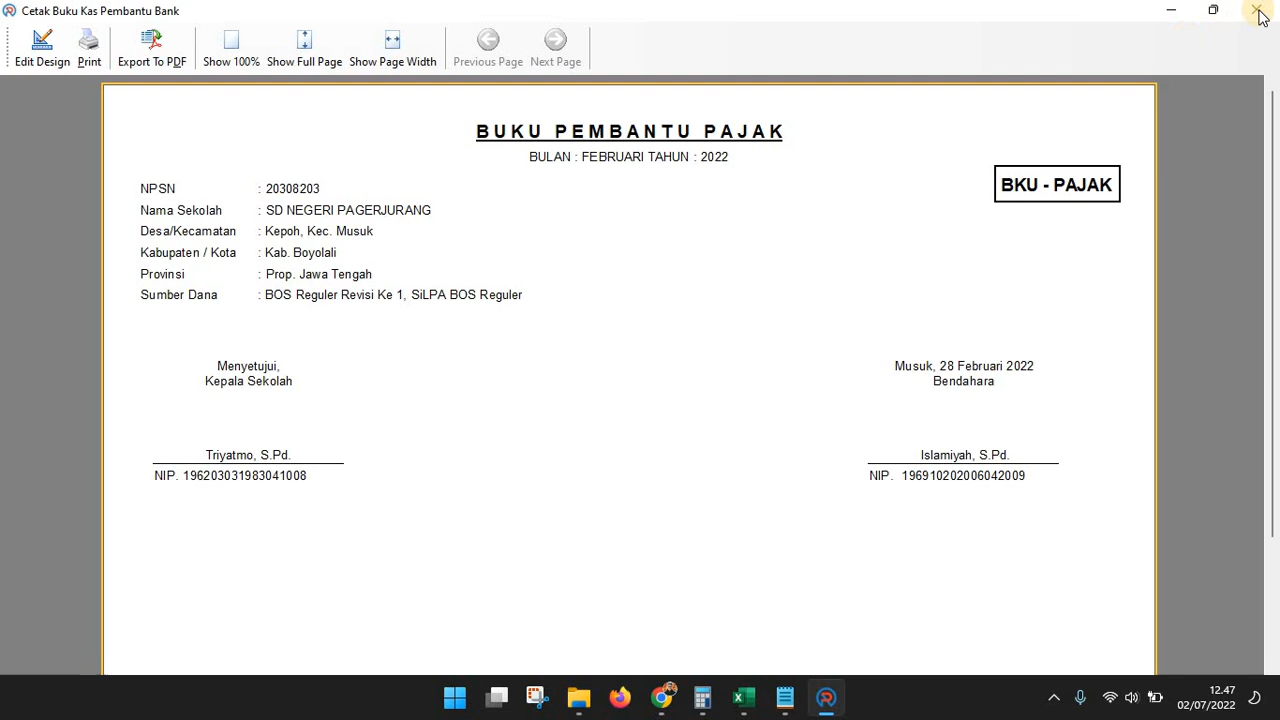 Cetak Buku Kas Pembantu Bank
Edit Design Print Export To PDF Show 100% Show Full Page Show Page Width Previous Page Next Page
BUKU PEMBANTU PAJAK
BULAN : FEBRUARI TAHUN : 2022
BKU - PAJAK
NPSN : 20308203
Nama Sekolah : SD NEGERI PAGERJURANG
Desa/Kecamatan : Kepoh, Kec. Musuk
Kabupaten / Kota : Kab. Boyolali
Provinsi : Prop. Jawa Tengah
Sumber Dana : BOS Reguler Revisi Ke 1, SiLPA BOS Reguler
Menyetujui,
Kepala Sekolah
Triyatmo, S.Pd.
NIP. 196203031983041008
Musuk, 28 Februari 2022
Bendahara
Islamiyah, S.Pd.
NIP. 196910202006042009
12.47
02/07/2022